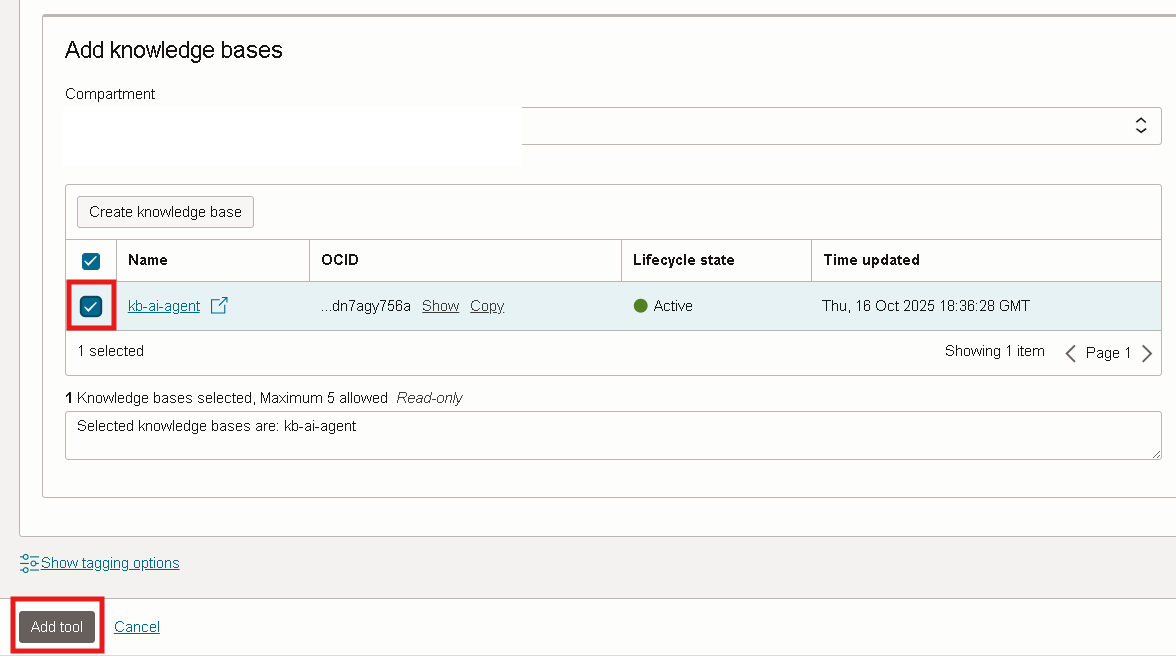 Add knowledge bases
Compartment
Create knowledge base
Name OCID Lifecycle state Time updated
kb-ai-agent ...dn7agy756a Show Copy Active Thu, 16 Oct 2025 18:36:28 GMT
1 selected Showing 1 item Page 1
1 Knowledge bases selected, Maximum 5 allowed Read-only
Selected knowledge bases are: kb-ai-agent
Show tagging options
Add tool Cancel